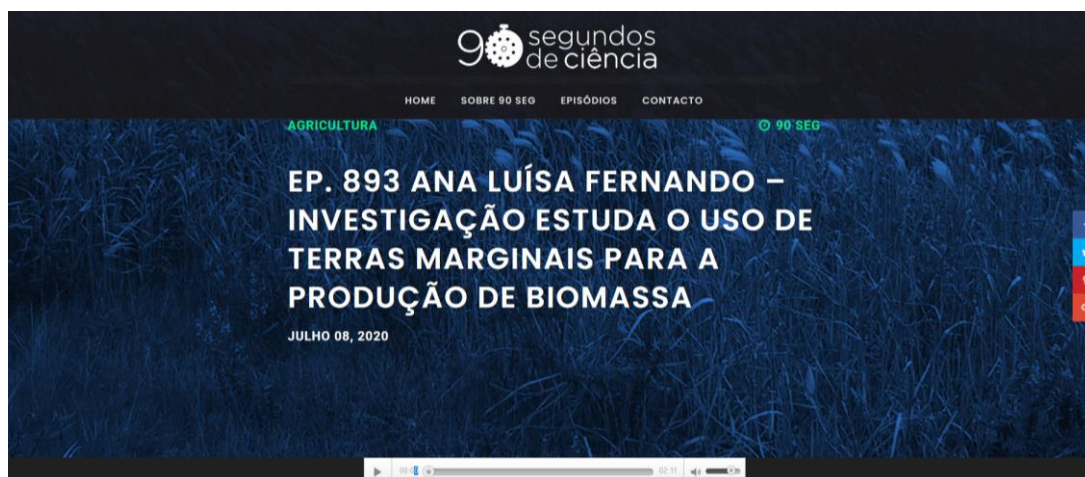 90 segundos
de ciência
HOME SOBRE 90 SEG EPISÓDIOS CONTACTO
AGRICULTURA 90 SEG
EP. 893 ANA LUÍSA FERNANDO –
INVESTIGAÇÃO ESTUDA O USO DE
TERRAS MARGINAIS PARA A
PRODUÇÃO DE BIOMASSA
JULHO 08, 2020
02:11